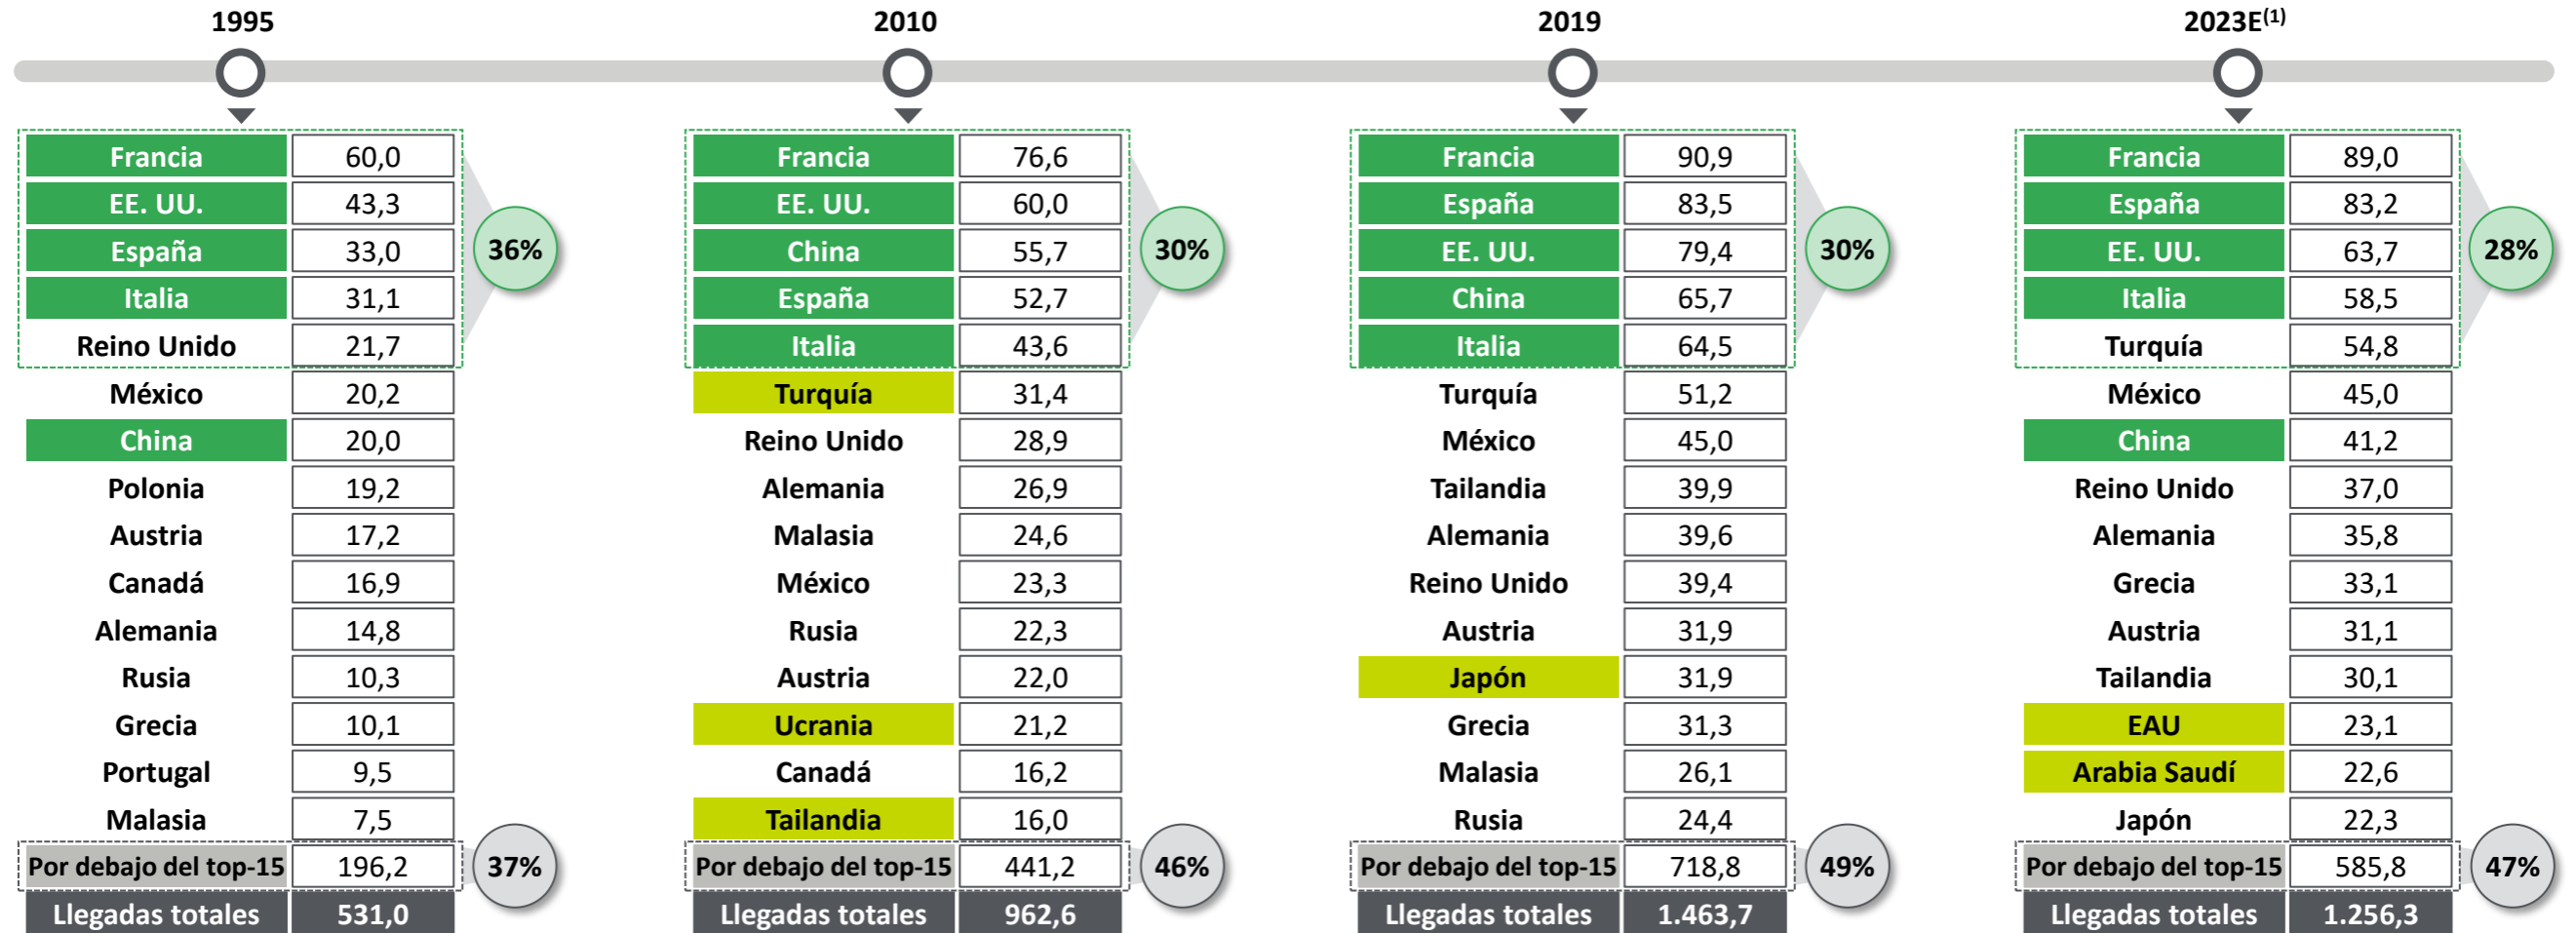 1995
Francia 60,0
EE. UU. 43,3
España 33,0
Italia 31,1
Reino Unido 21,7
36%
México 20,2
China 20,0
Polonia 19,2
Austria 17,2
Canadá 16,9
Alemania 14,8
Rusia 10,3
Grecia 10,1
Portugal 9,5
Malasia 7,5
Por debajo del top-15 196,2
37%
Llegadas totales 531,0
2010
Francia 76,6
EE. UU. 60,0
China 55,7
España 52,7
Italia 43,6
30%
Turquía 31,4
Reino Unido 28,9
Alemania 26,9
Malasia 24,6
México 23,3
Rusia 22,3
Austria 22,0
Ucrania 21,2
Canadá 16,2
Tailandia 16,0
Por debajo del top-15 441,2
46%
Llegadas totales 962,6
2019
Francia 90,9
España 83,5
EE. UU. 79,4
China 65,7
Italia 64,5
30%
Turquía 51,2
México 45,0
Tailandia 39,9
Alemania 39,6
Reino Unido 39,4
Austria 31,9
Japón 31,9
Grecia 31,3
Malasia 26,1
Rusia 24,4
Por debajo del top-15 718,8
49%
Llegadas totales 1.463,7
2023E(1)
Francia 89,0
España 83,2
EE. UU. 63,7
Italia 58,5
Turquía 54,8
28%
México 45,0
China 41,2
Reino Unido 37,0
Alemania 35,8
Grecia 33,1
Austria 31,1
Tailandia 30,1
EAU 23,1
Arabia Saudí 22,6
Japón 22,3
Por debajo del top-15 585,8
47%
Llegadas totales 1.256,3